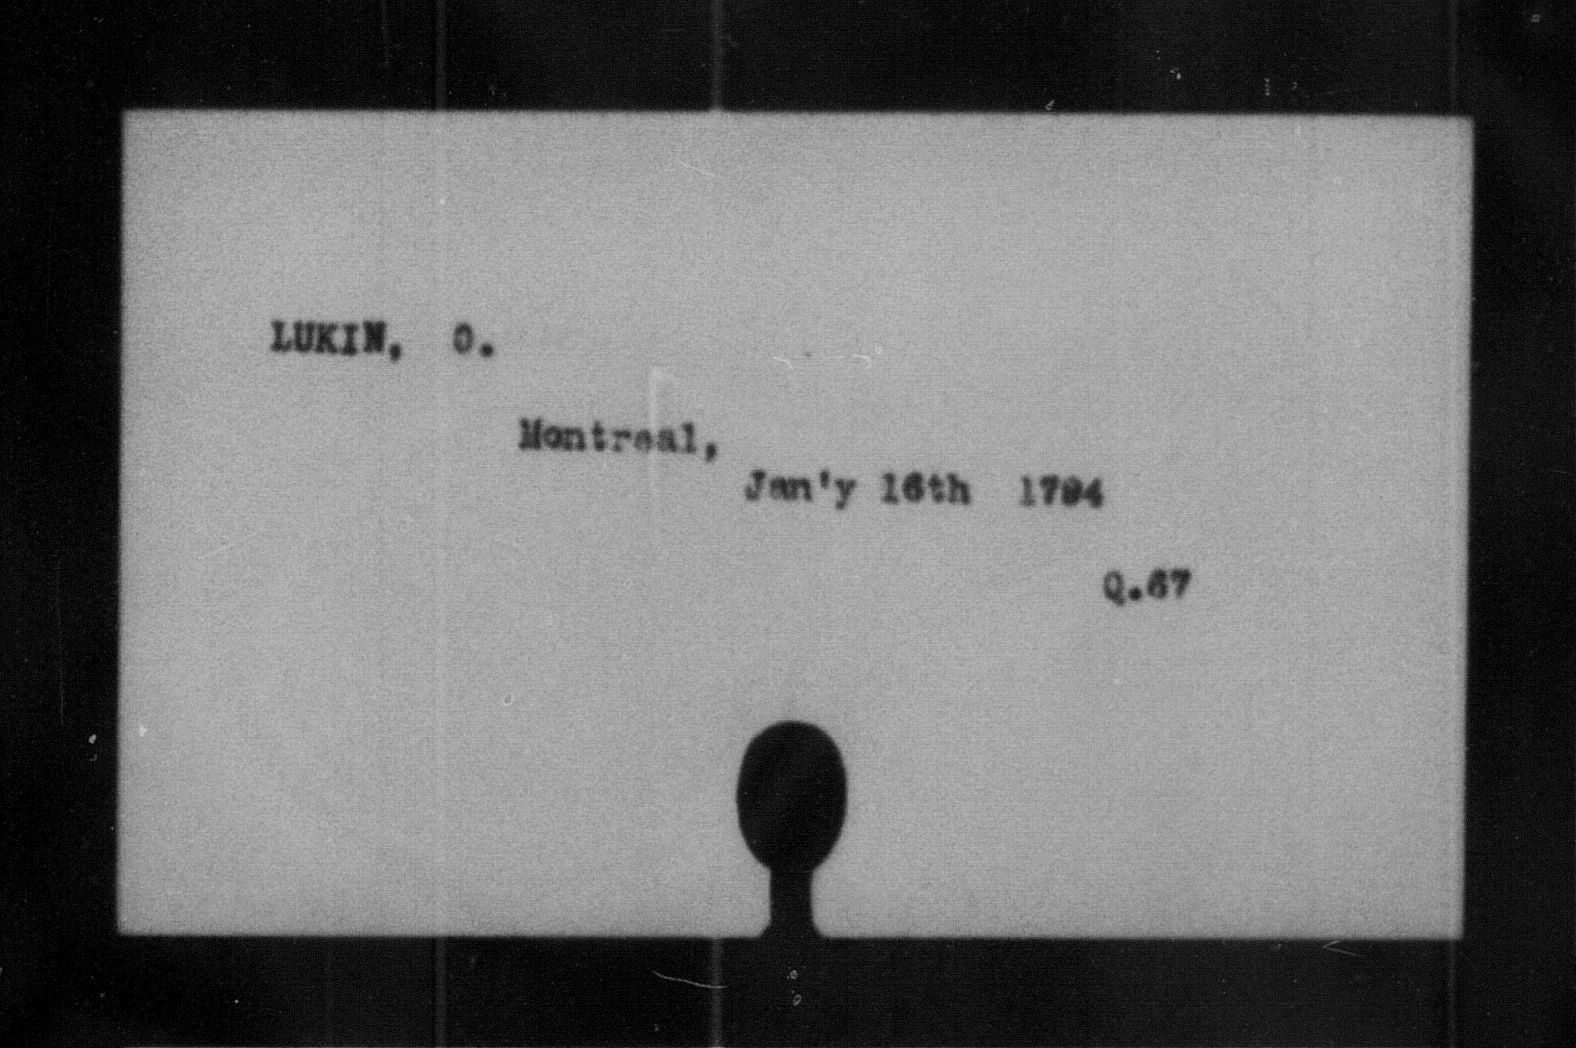 LUKIN, O.
Montreal,
Jan'y 16th 1794
Q.67